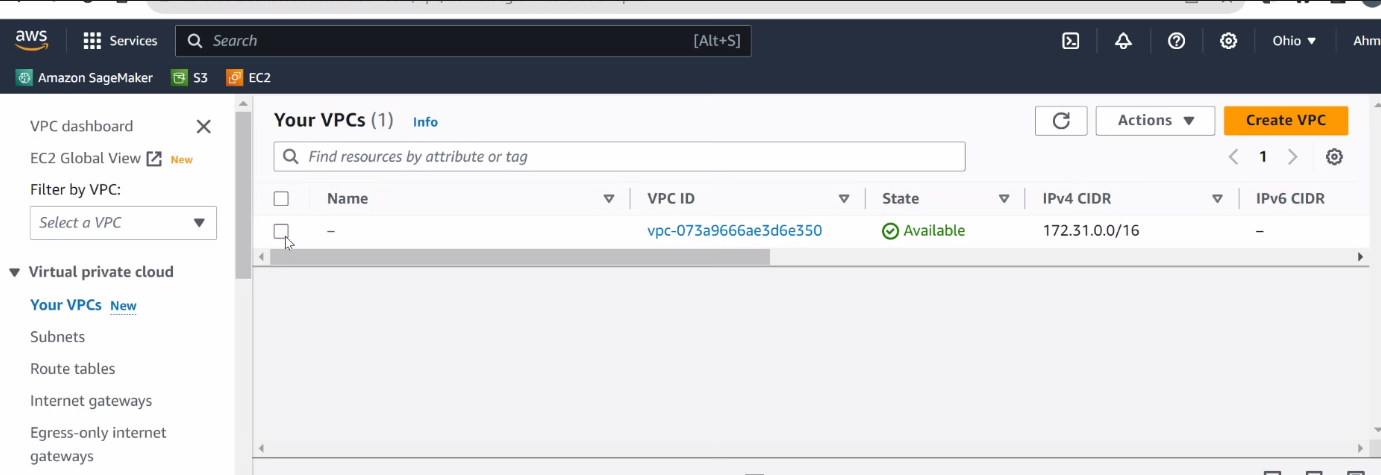 aws Services Search [Alt+S] Ohio Ahm
Amazon SageMaker S3 EC2
VPC dashboard
EC2 Global View New
Filter by VPC:
Select a VPC
Virtual private cloud
Your VPCs New
Subnets
Route tables
Internet gateways
Egress-only internet
gateways
Your VPCs (1) Info Actions Create VPC
Find resources by attribute or tag 1
Name VPC ID State IPv4 CIDR IPv6 CIDR
– vpc-073a9666ae3d6e350 Available 172.31.0.0/16 –